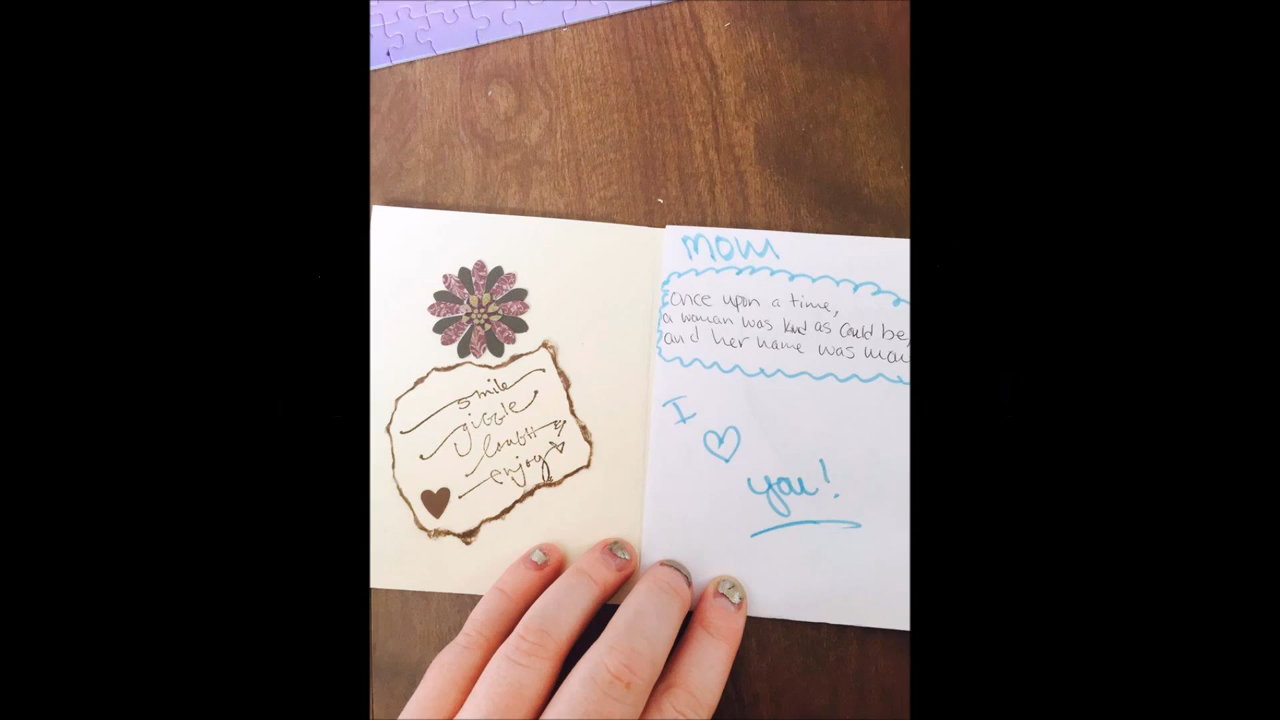 smile
giggle
laugh
enjoy
mom
once upon a time,
a woman was kind as could be,
and her name was mom
I
you!